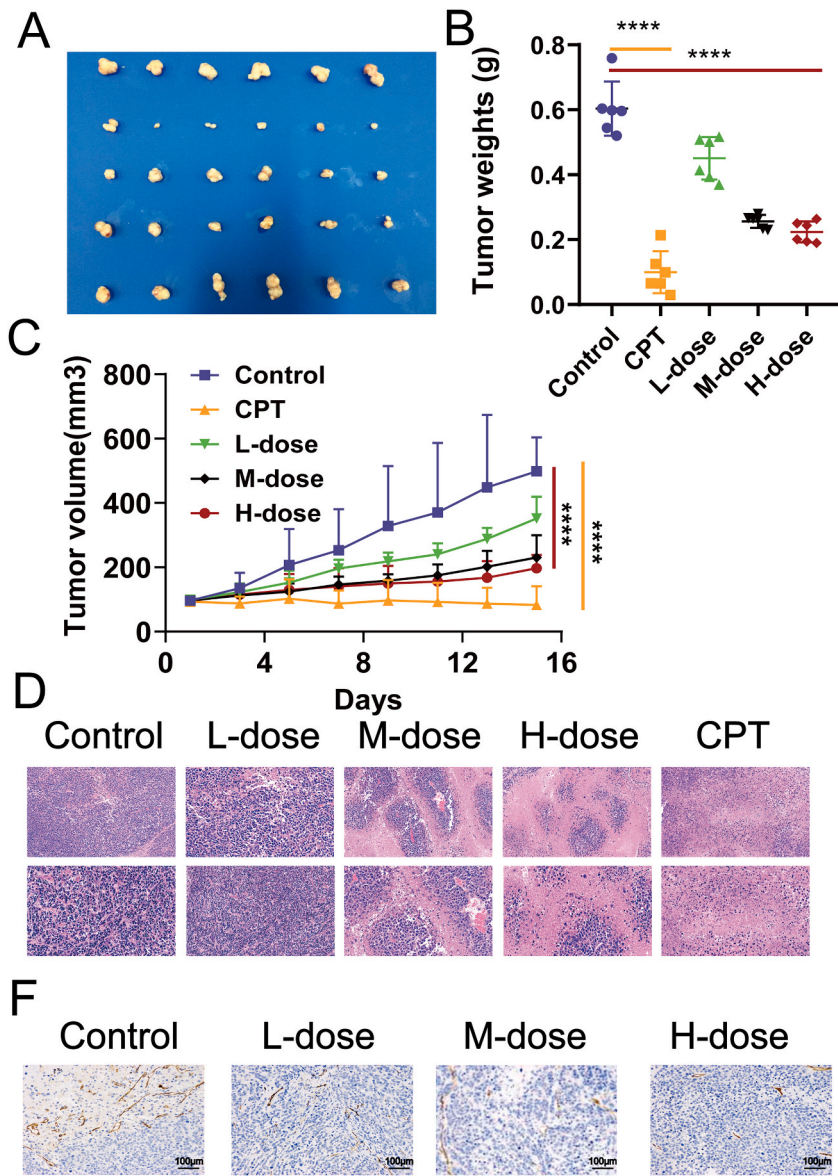 A
B
Tumor weights (g)
0.8
0.6
0.4
0.2
0.0
****
****
Control
CPT
L-dose
M-dose
H-dose
C
Tumor volume(mm3)
800
600
400
200
0
Control
CPT
L-dose
M-dose
H-dose
****
****
0
4
8
12
16
Days
D
Control
L-dose
M-dose
H-dose
CPT
F
Control
L-dose
M-dose
H-dose
100μm
100μm
100μm
100μm